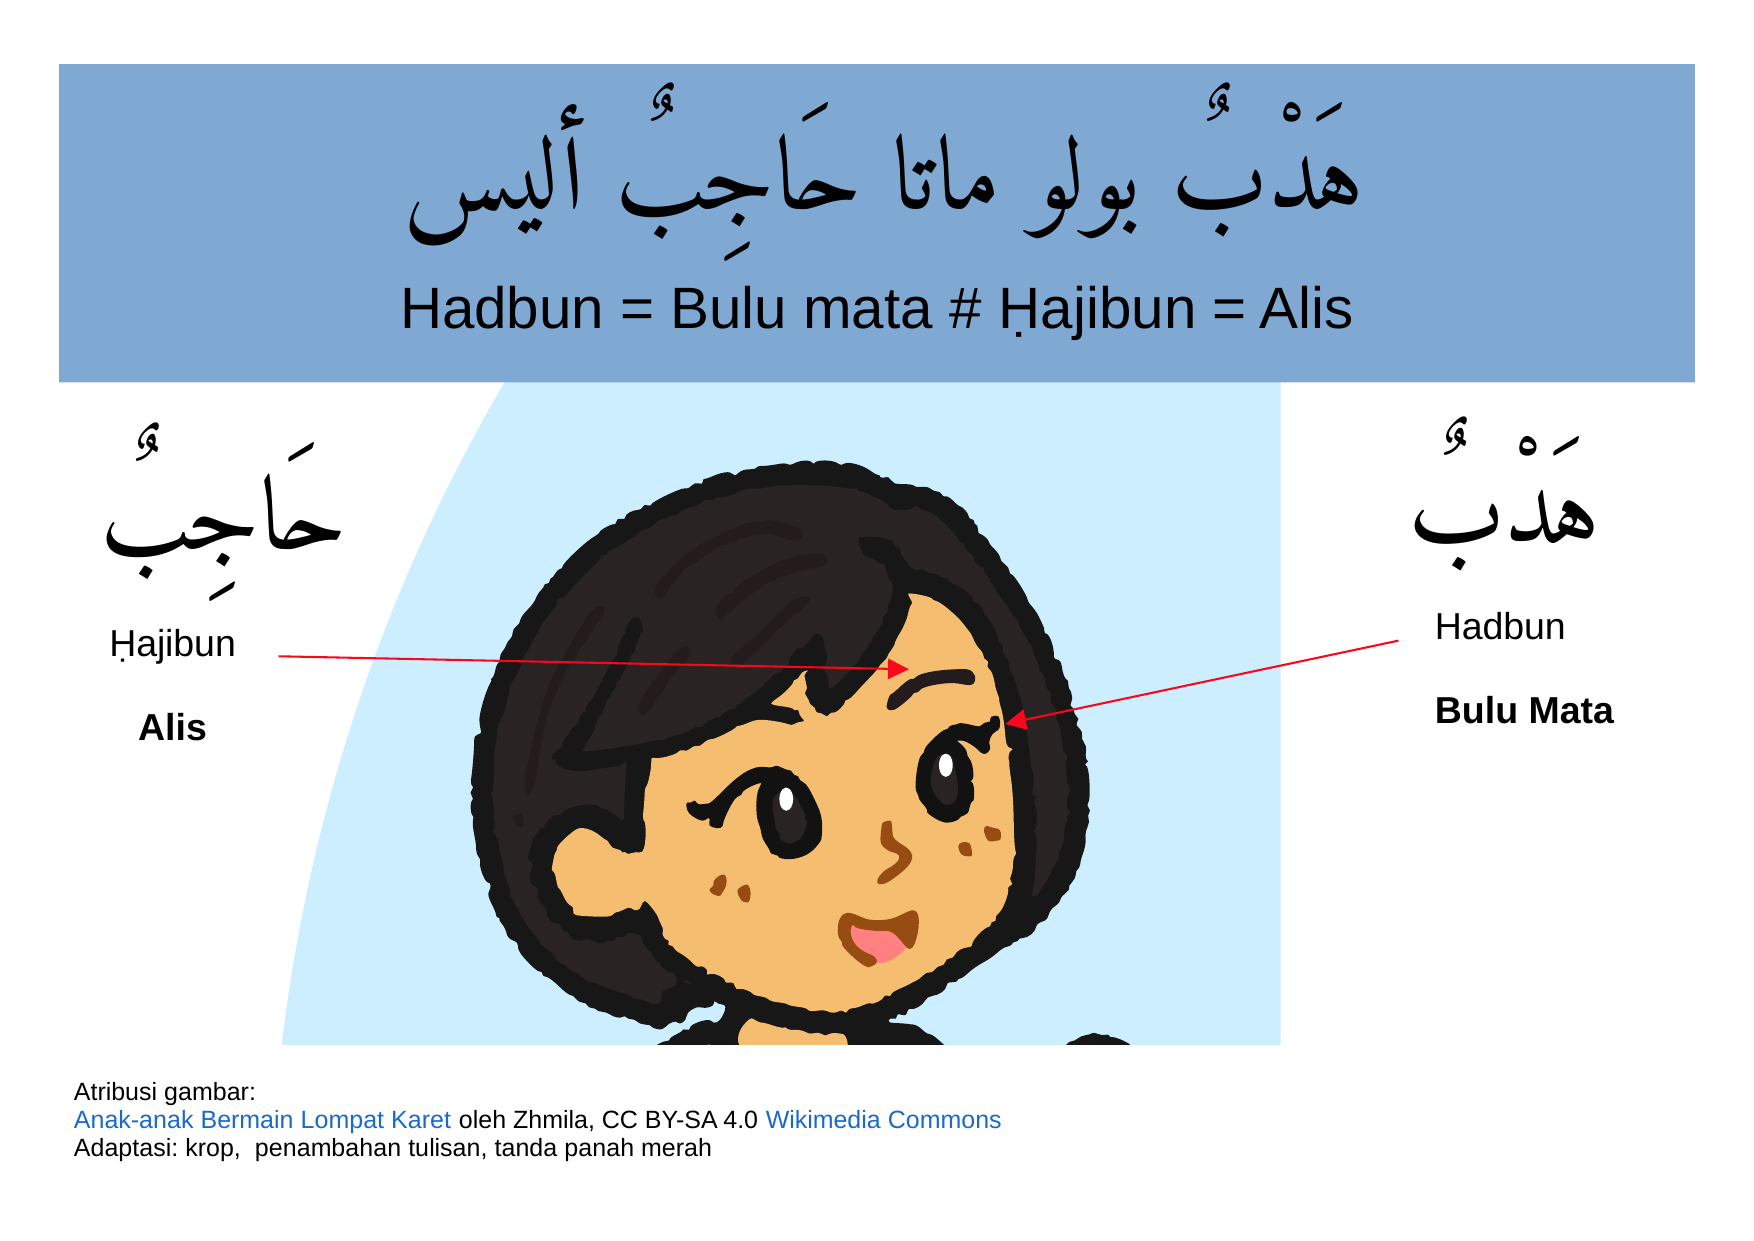 هَدْبٌ بولو ماتا حَاجِبٌ أليس
Hadbun = Bulu mata # Ḥajibun = Alis
حَاجِبٌ
Ḥajibun
Alis
هَدْبٌ
Hadbun
Bulu Mata
Atribusi gambar:
Anak-anak Bermain Lompat Karet oleh Zhmila, CC BY-SA 4.0 Wikimedia Commons
Adaptasi: krop,  penambahan tulisan, tanda panah merah